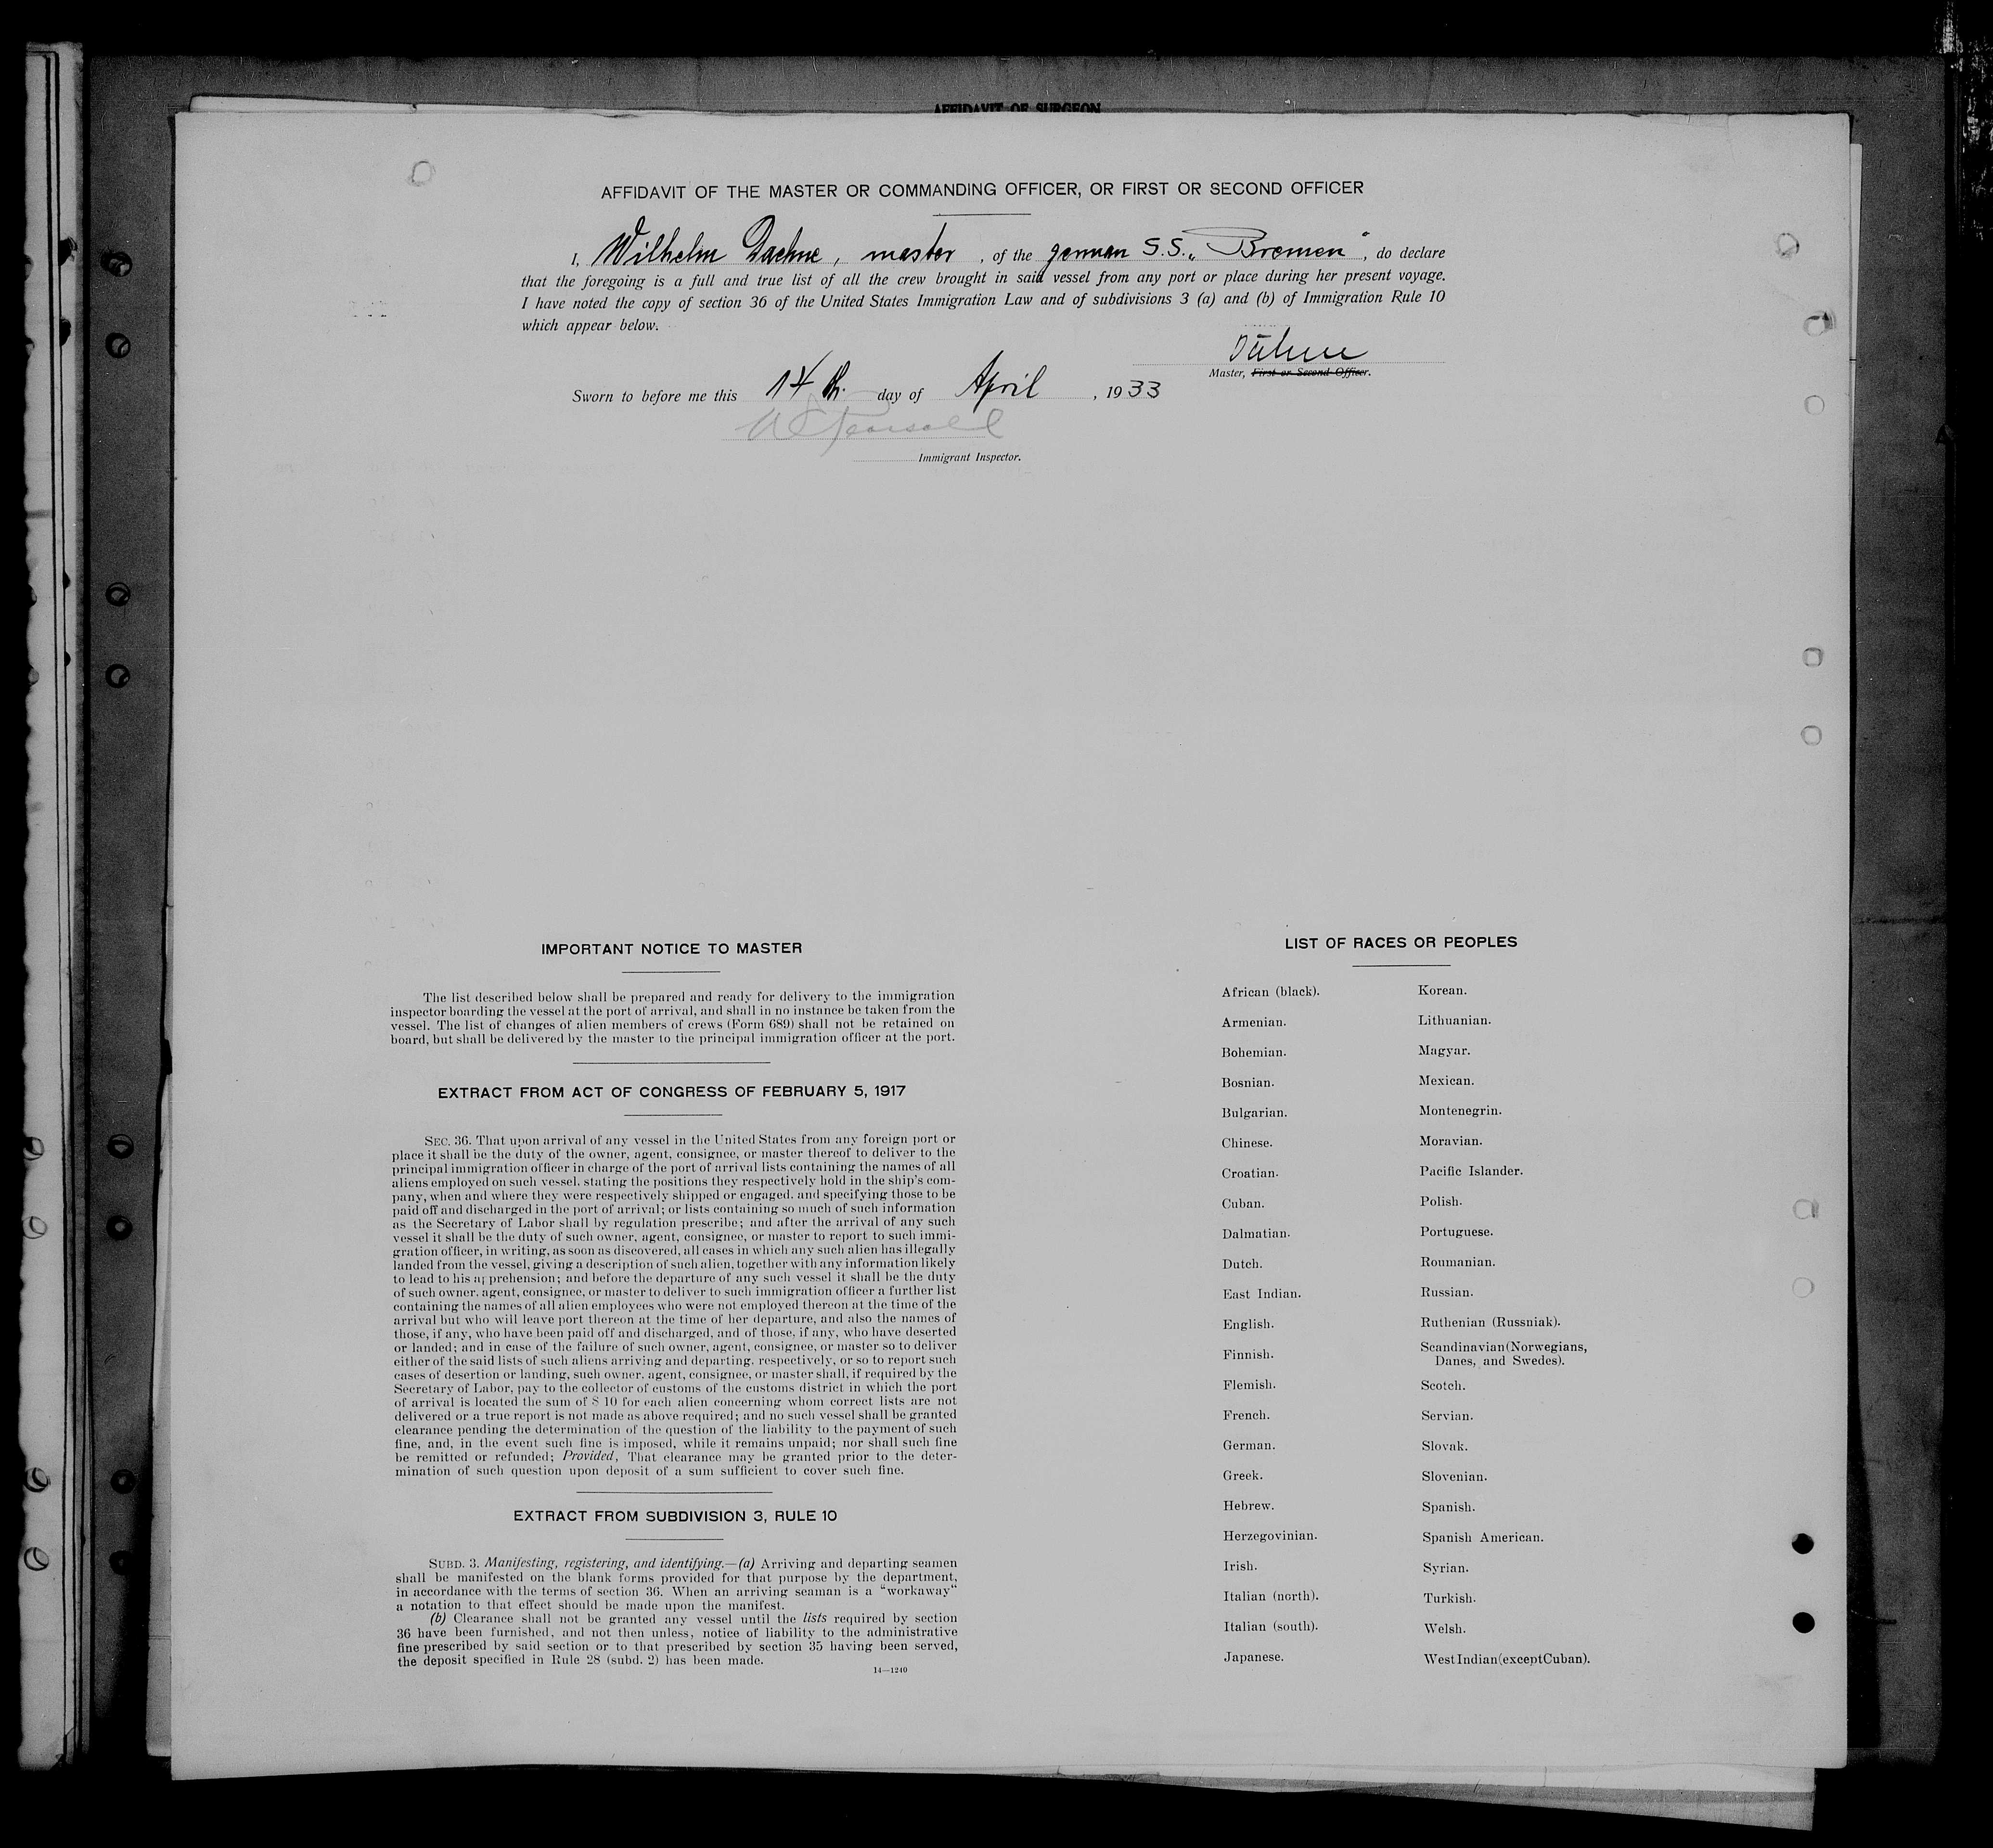 AFFIDAVIT OF SURGEON
AFFIDAVIT OF THE MASTER OR COMMANDING OFFICER, OR FIRST OR SECOND OFFICER
I, Wilhelm Daehne, master, of the german S.S. „Bremen", do declare
that the foregoing is a full and true list of all the crew brought in said vessel from any port or place during her present voyage.
I have noted the copy of section 36 of the United States Immigration Law and of subdivisions 3 (a) and (b) of Immigration Rule 10
which appear below.
Master, First or Second Officer.
Sworn to before me this 14th. day of April, 1933
Immigrant Inspector.
IMPORTANT NOTICE TO MASTER
The list described below shall be prepared and ready for delivery to the immigration
inspector boarding the vessel at the port of arrival, and shall in no instance be taken from the
vessel. The list of changes of alien members of crews (Form 689) shall not be retained on
board, but shall be delivered by the master to the principal immigration officer at the port.
EXTRACT FROM ACT OF CONGRESS OF FEBRUARY 5, 1917
SEC. 36. That upon arrival of any vessel in the United States from any foreign port or
place it shall be the duty of the owner, agent, consignee, or master thereof to deliver to the
principal immigration officer in charge of the port of arrival lists containing the names of all
aliens employed on such vessel, stating the positions they respectively hold in the ship's com-
pany, when and where they were respectively shipped or engaged, and specifying those to be
paid off and discharged in the port of arrival; or lists containing so much of such information
as the Secretary of Labor shall by regulation prescribe; and after the arrival of any such
vessel it shall be the duty of such owner, agent, consignee, or master to report to such immi-
gration officer, in writing, as soon as discovered, all cases in which any such alien has illegally
landed from the vessel, giving a description of such alien, together with any information likely
to lead to his apprehension; and before the departure of any such vessel it shall be the duty
of such owner, agent, consignee, or master to deliver to such immigration officer a further list
containing the names of all alien employees who were not employed thereon at the time of the
arrival but who will leave port thereon at the time of her departure, and also the names of
those, if any, who have been paid off and discharged, and of those, if any, who have deserted
or landed; and in case of the failure of such owner, agent, consignee, or master so to deliver
either of the said lists of such aliens arriving and departing, respectively, or so to report such
cases of desertion or landing, such owner, agent, consignee, or master shall, if required by the
Secretary of Labor, pay to the collector of customs of the customs district in which the port
of arrival is located the sum of $ 10 for each alien concerning whom correct lists are not
delivered or a true report is not made as above required; and no such vessel shall be granted
clearance pending the determination of the question of the liability to the payment of such
fine, and, in the event such fine is imposed, while it remains unpaid; nor shall such fine
be remitted or refunded; Provided, That clearance may be granted prior to the deter-
mination of such question upon deposit of a sum sufficient to cover such fine.
EXTRACT FROM SUBDIVISION 3, RULE 10
SUBD. 3. Manifesting, registering, and identifying.—(a) Arriving and departing seamen
shall be manifested on the blank forms provided for that purpose by the department,
in accordance with the terms of section 36. When an arriving seaman is a "workaway"
a notation to that effect should be made upon the manifest.
(b) Clearance shall not be granted any vessel until the lists required by section
36 have been furnished, and not then unless, notice of liability to the administrative
fine prescribed by said section or to that prescribed by section 35 having been served,
the deposit specified in Rule 28 (subd. 2) has been made.
14—1240
LIST OF RACES OR PEOPLES
African (black).
Armenian.
Bohemian.
Bosnian.
Bulgarian.
Chinese.
Croatian.
Cuban.
Dalmatian.
Dutch.
East Indian.
English.
Finnish.
Flemish.
French.
German.
Greek.
Hebrew.
Herzegovinian.
Irish.
Italian (north).
Italian (south).
Japanese.
Korean.
Lithuanian.
Magyar.
Mexican.
Montenegrin.
Moravian.
Pacific Islander.
Polish.
Portuguese.
Roumanian.
Russian.
Ruthenian (Russniak).
Scandinavian (Norwegians,
Danes, and Swedes).
Scotch.
Servian.
Slovak.
Slovenian.
Spanish.
Spanish American.
Syrian.
Turkish.
Welsh.
West Indian (except Cuban).